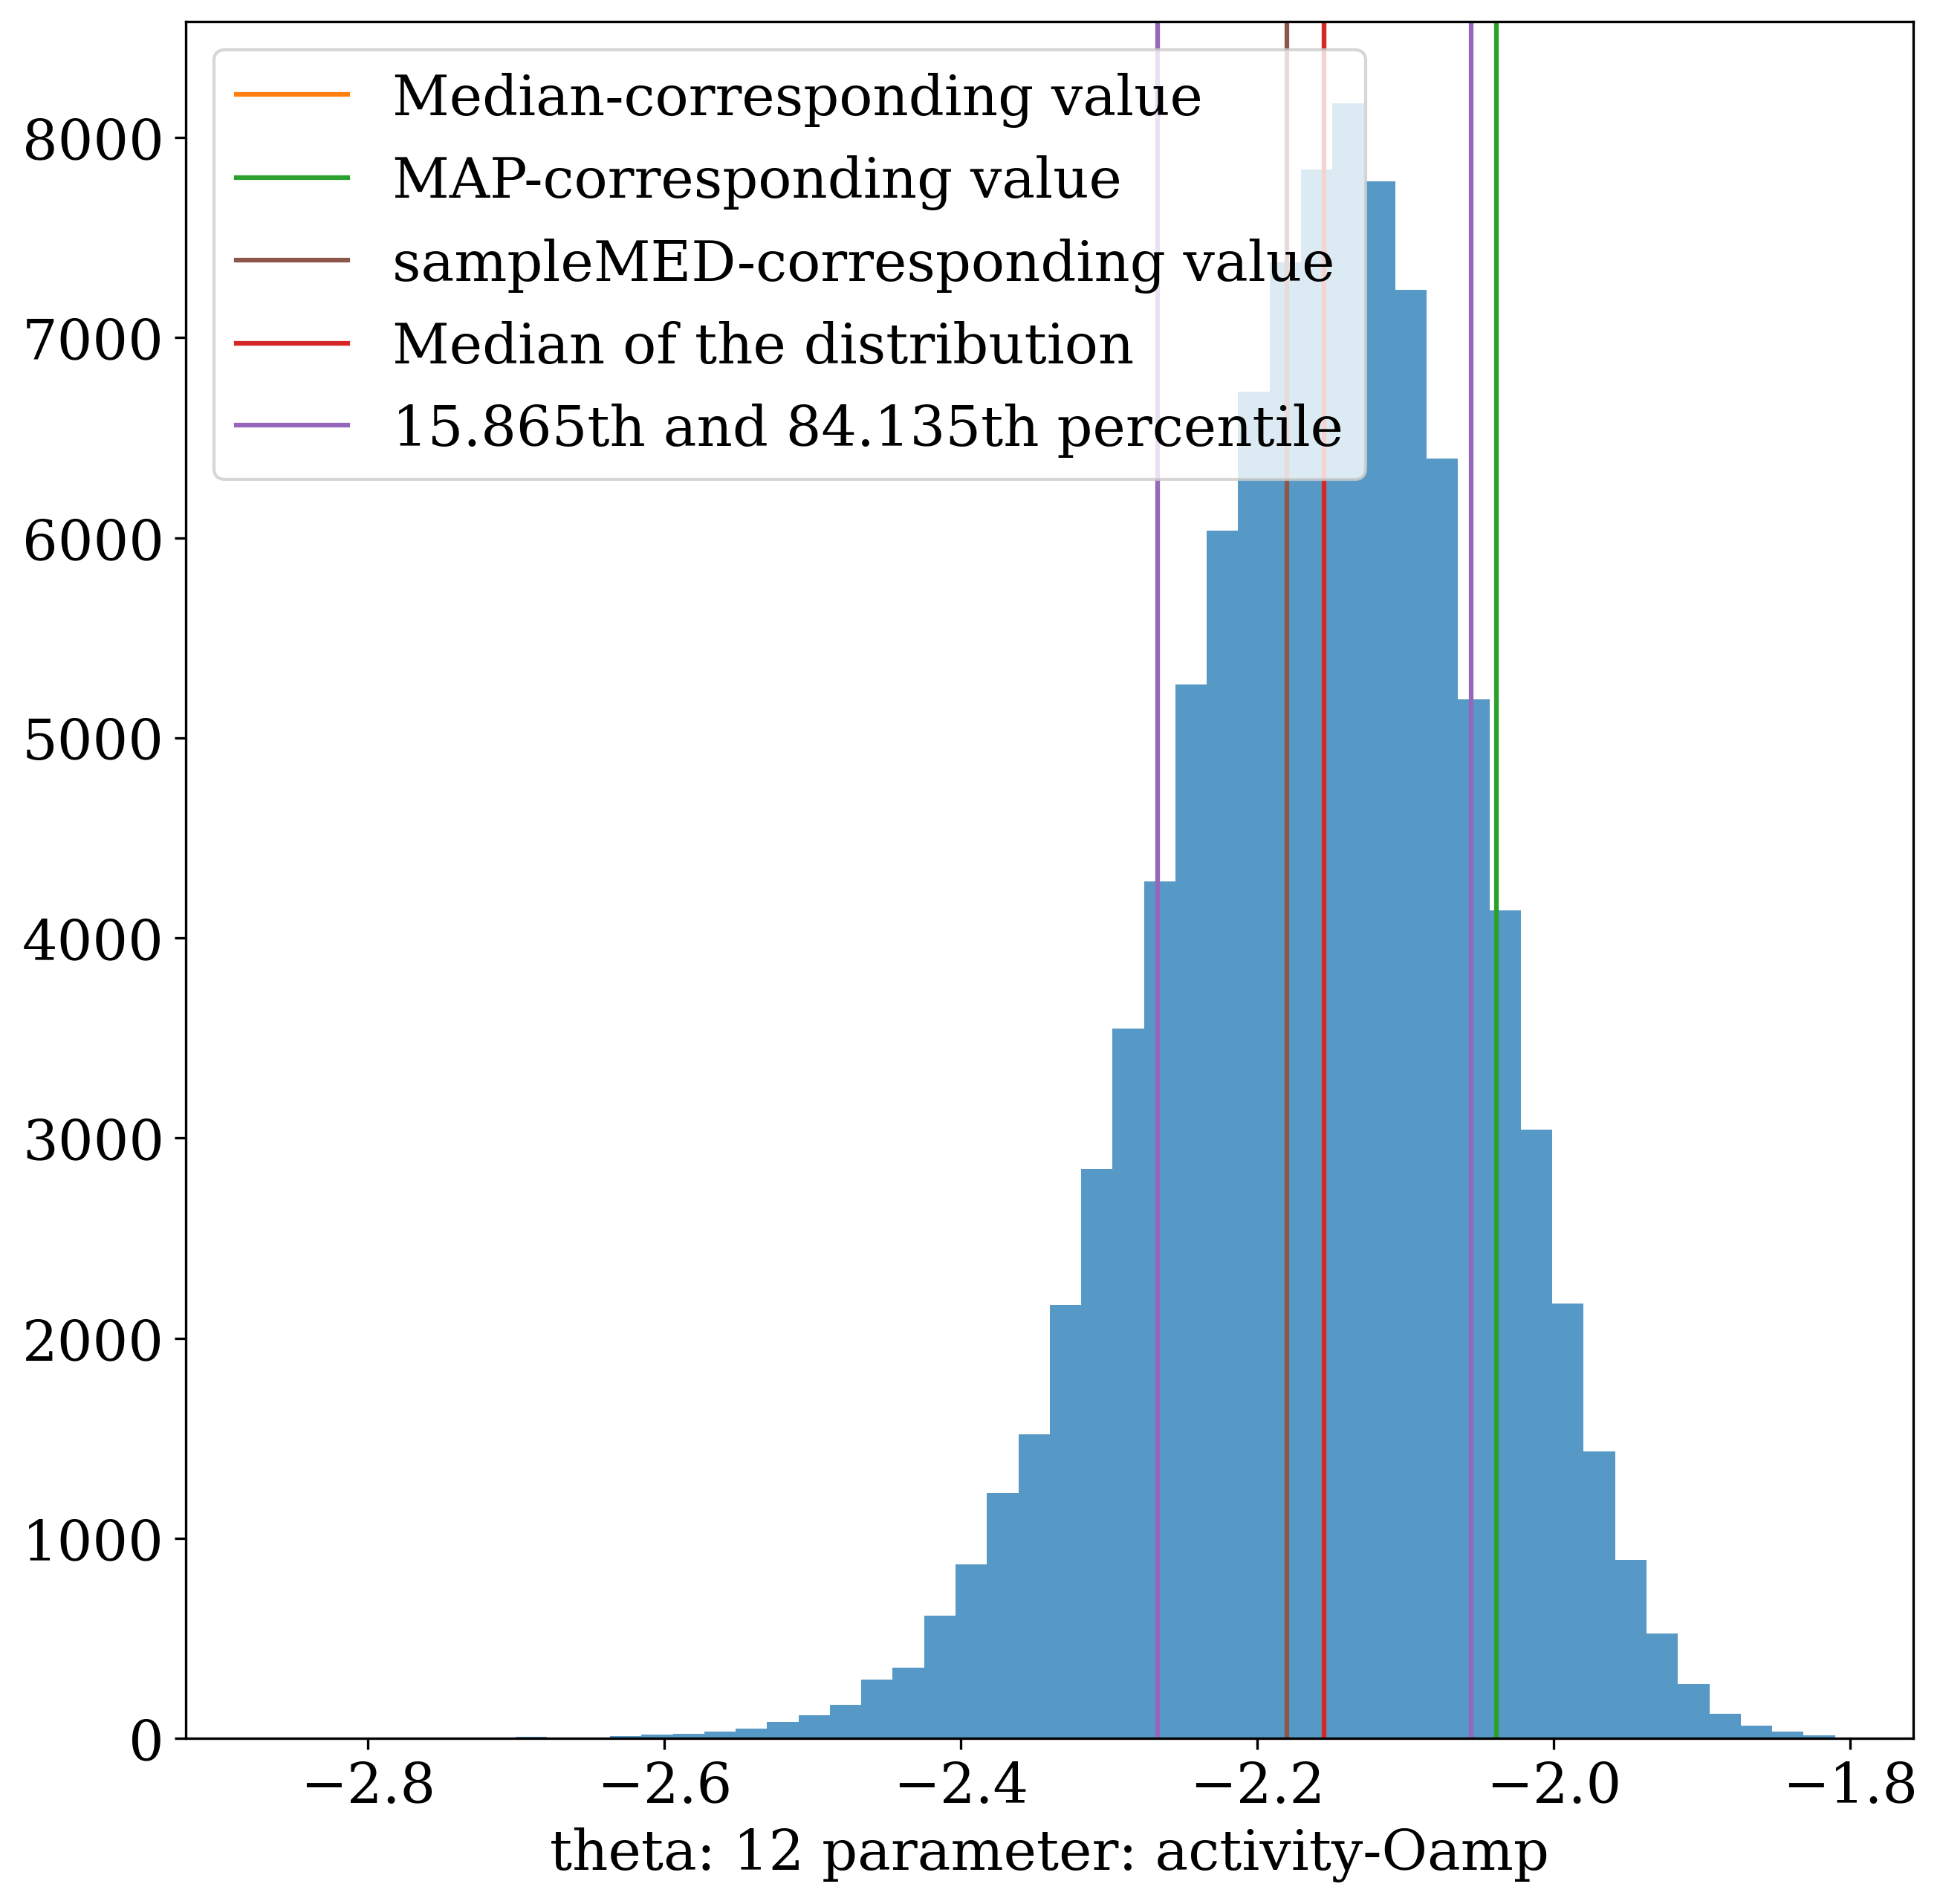 Median-corresponding value
MAP-corresponding value
sampleMED-corresponding value
Median of the distribution
15.865th and 84.135th percentile
8000
7000
6000
5000
4000
3000
2000
1000
0
−2.8 −2.6 −2.4 −2.2 −2.0 −1.8
theta: 12 parameter: activity-Oamp